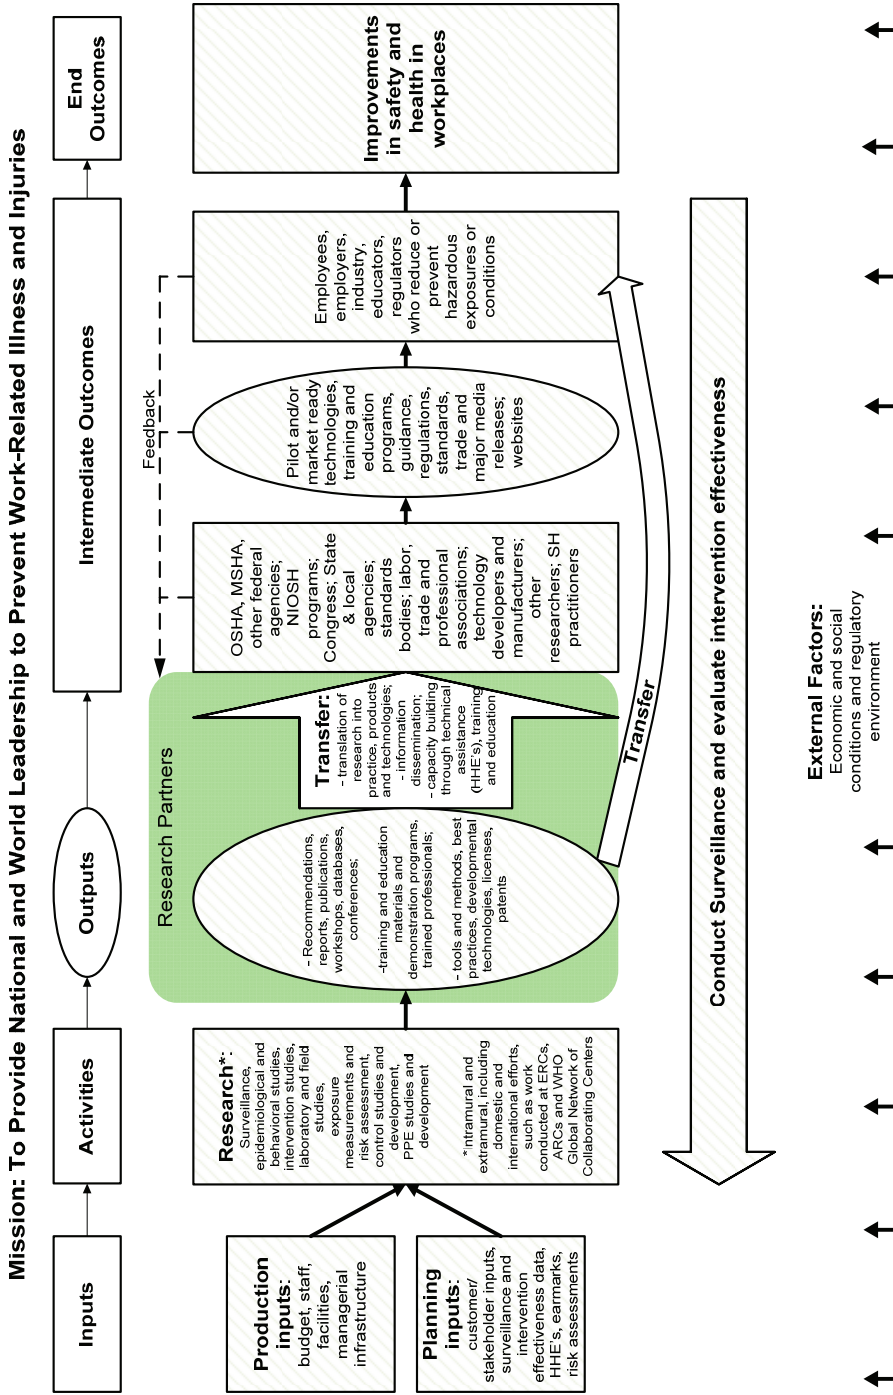 Mission: To Provide National and World Leadership to Prevent Work-Related Illness and Injuries
Inputs
Activities
Outputs
Intermediate Outcomes
End
Outcomes
Production
inputs:
budget, staff,
facilities,
managerial
infrastructure
Planning
inputs:
customer/
stakeholder inputs,
surveillance and
intervention
effectiveness data,
HHE's, earmarks,
risk assessments
Research*:
Surveillance,
epidemiological and
behavioral studies,
intervention studies,
laboratory and field
studies,
exposure
measurements and
risk assessment,
control studies and
development,
PPE studies and
development
*Intramural and
extramural, including
domestic and
international efforts,
such as work
conducted at ERCs,
ARCs and WHO
Global Network of
Collaborating Centers
Research Partners
- Recommendations,
reports, publications,
workshops, databases,
conferences;
-training and education
materials and
demonstration programs,
trained professionals;
- tools and methods, best
practices, developmental
technologies, licenses,
patents
Transfer:
- translation of
research into
practice, products
and technologies;
- information
dissemination;
- capacity building
through technical
assistance
(HHE's), training
and education
Feedback
OSHA, MSHA,
other federal
agencies;
NIOSH
programs;
Congress; State
& local
agencies;
standards
bodies; labor,
trade and
professional
associations;
technology
developers and
manufacturers;
other
researchers; SH
practitioners
Pilot and/or
market ready
technologies,
training and
education
programs,
guidance,
regulations,
standards,
trade and
major media
releases;
websites
Employees,
employers,
industry,
educators,
regulators
who reduce or
prevent
hazardous
exposures or
conditions
Improvements
in safety and
health in
workplaces
Transfer
Conduct Surveillance and evaluate intervention effectiveness
External Factors:
Economic and social
conditions and regulatory
environment